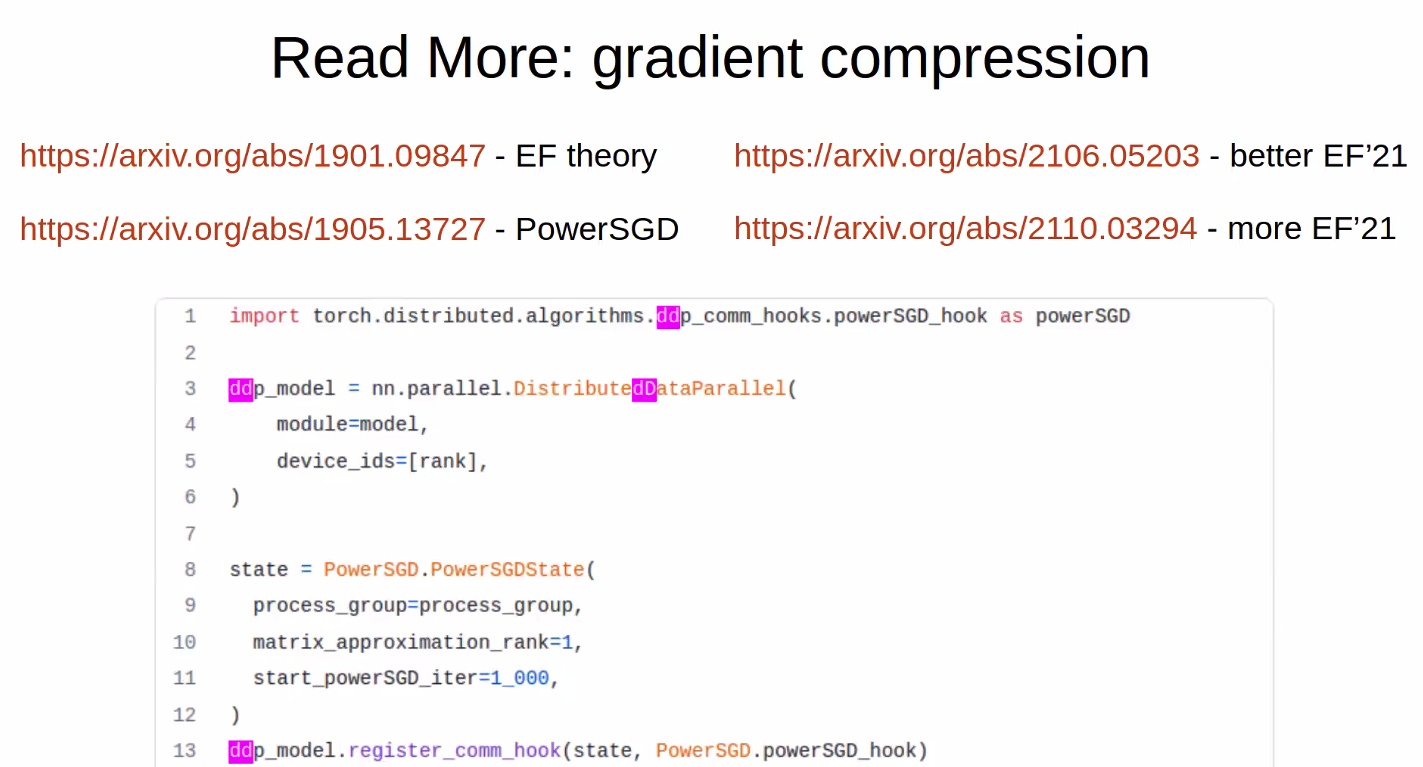 Read More: gradient compression
https://arxiv.org/abs/1901.09847 - EF theory
https://arxiv.org/abs/2106.05203 - better EF’21
https://arxiv.org/abs/1905.13727 - PowerSGD
https://arxiv.org/abs/2110.03294 - more EF’21
1 import torch.distributed.algorithms.ddp_comm_hooks.powerSGD_hook as powerSGD
2
3 ddp_model = nn.parallel.DistributedDataParallel(
4     module=model,
5     device_ids=[rank],
6 )
7
8 state = PowerSGD.PowerSGDState(
9   process_group=process_group,
10   matrix_approximation_rank=1,
11   start_powerSGD_iter=1_000,
12 )
13 ddp_model.register_comm_hook(state, PowerSGD.powerSGD_hook)